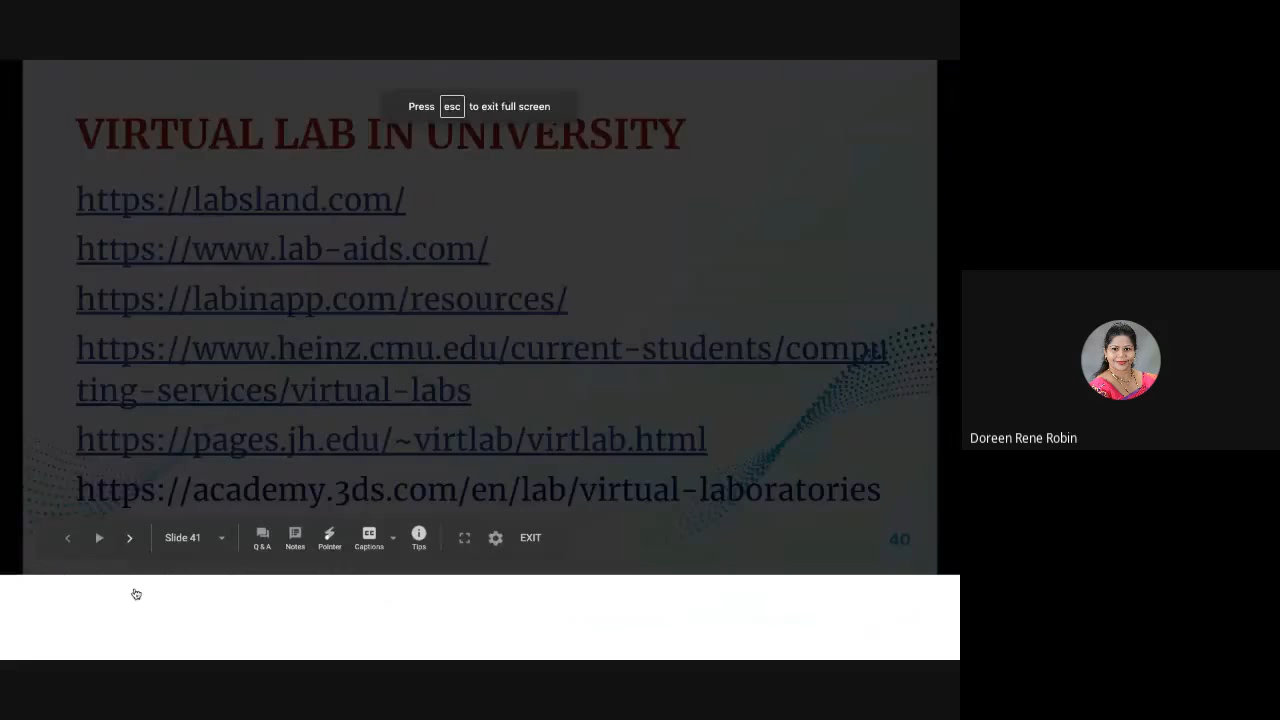 Press esc to exit full screen
VIRTUAL LAB IN UNIVERSITY
https://labsland.com/
https://www.lab-aids.com/
https://labinapp.com/resources/
https://www.heinz.cmu.edu/current-students/compu
ting-services/virtual-labs
https://pages.jh.edu/~virtlab/virtlab.html
https://academy.3ds.com/en/lab/virtual-laboratories
Slide 41
Q & A
Notes
Pointer
CC
Captions
Tips
EXIT
40
Doreen Rene Robin